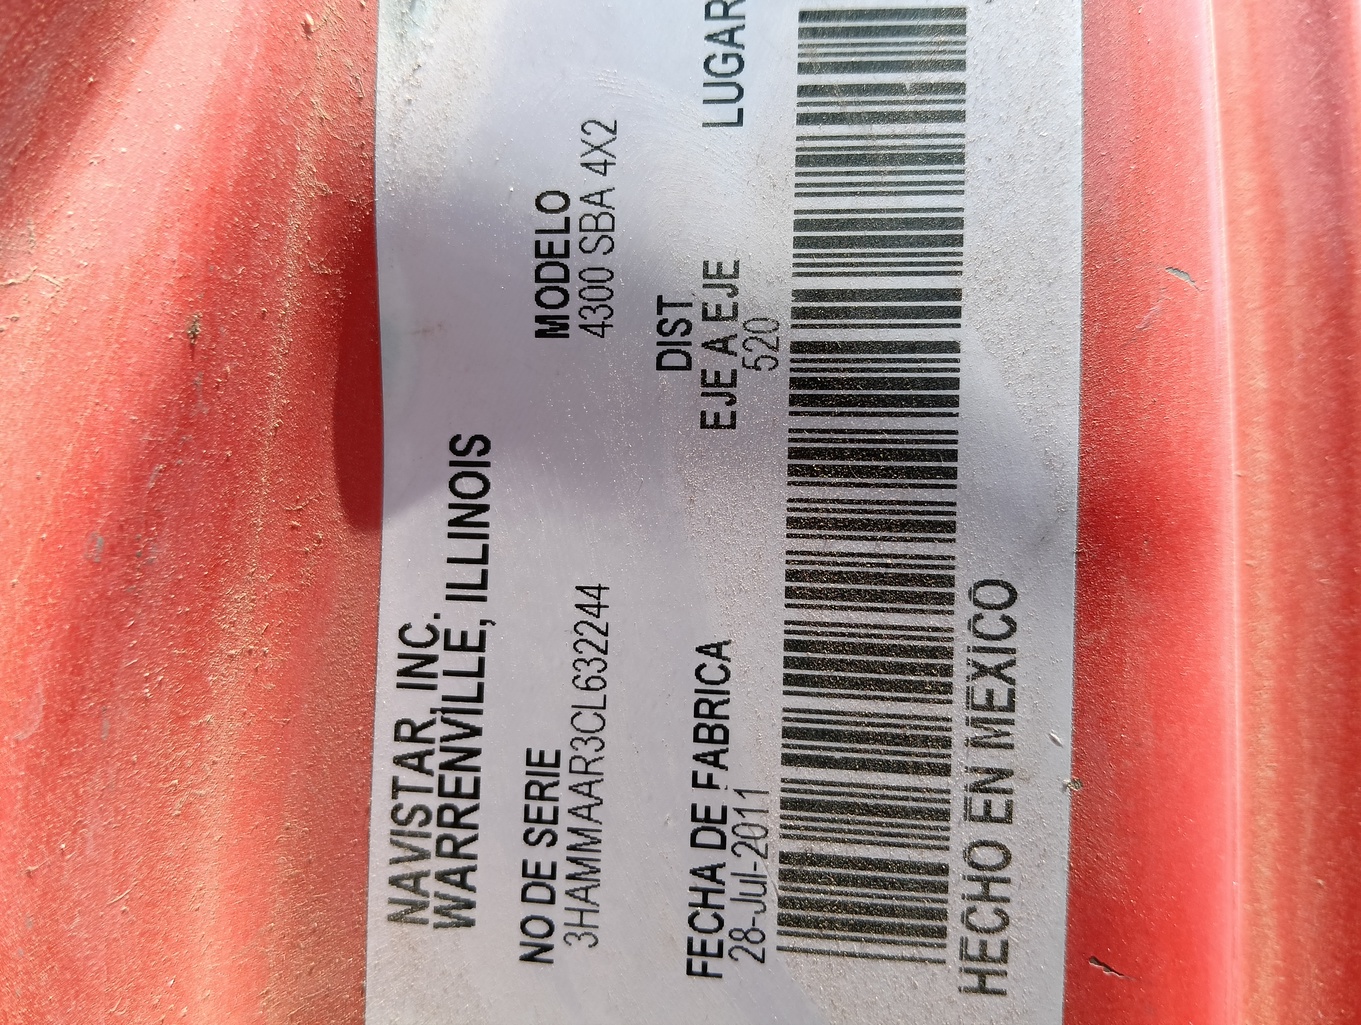 NAVISTAR, INC.
WARRENVILLE, ILLINOIS
NO DE SERIE
3HAMMAAR3CL632244
MODELO
4300 SBA 4X2
FECHA DE FABRICA
28-Jul-2011
DIST
EJE A EJE
520
LUGAR
HECHO EN MEXICO